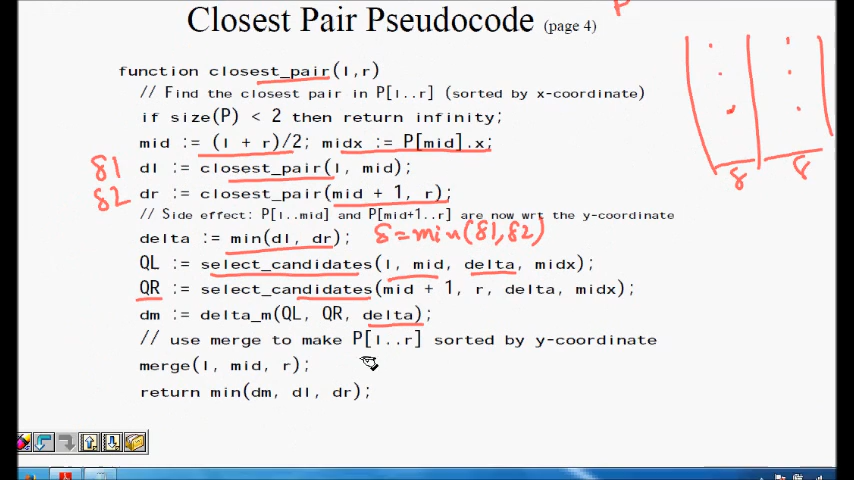 Closest Pair Pseudocode (page 4)
function closest_pair(l,r)
// Find the closest pair in P[l..r] (sorted by x-coordinate)
if size(P) < 2 then return infinity;
mid := (l + r)/2; midx := P[mid].x;
δ1 dl := closest_pair(l, mid);
δ2 dr := closest_pair(mid + 1, r);
// Side effect: P[l..mid] and P[mid+1..r] are now wrt the y-coordinate
delta := min(dl, dr); δ=min(δ1,δ2)
QL := select_candidates(l, mid, delta, midx);
QR := select_candidates(mid + 1, r, delta, midx);
dm := delta_m(QL, QR, delta);
// use merge to make P[l..r] sorted by y-coordinate
merge(l, mid, r);
return min(dm, dl, dr);
δ δ